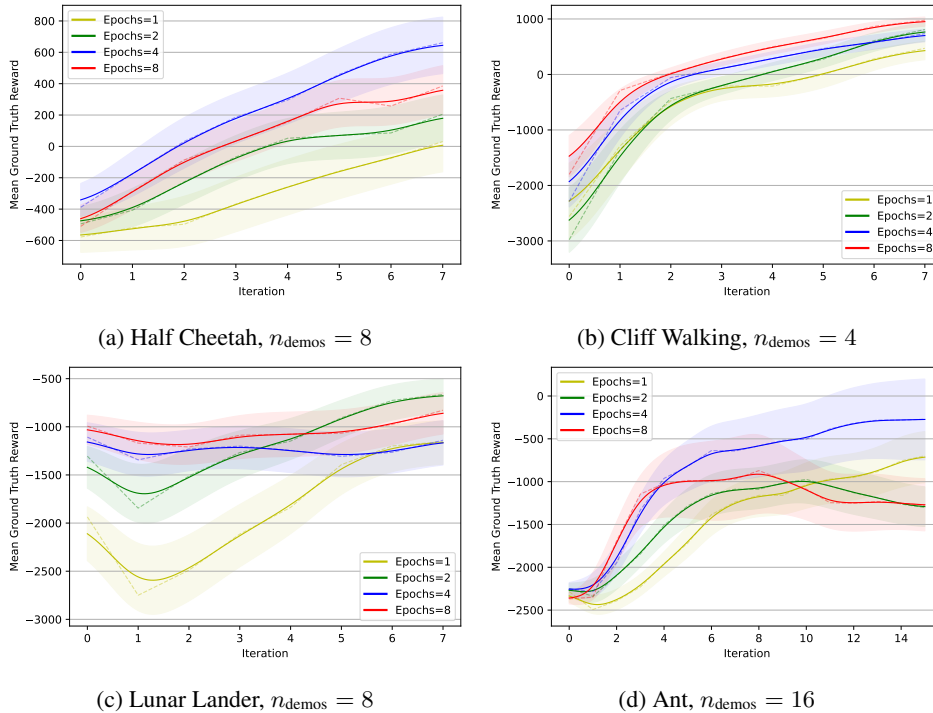 800
600
400
200
0
−200
−400
−600
Mean Ground Truth Reward
Epochs=1
Epochs=2
Epochs=4
Epochs=8
0 1 2 3 4 5 6 7
Iteration
(a) Half Cheetah, n_demos = 8
1000
0
−1000
−2000
−3000
Mean Ground Truth Reward
Epochs=1
Epochs=2
Epochs=4
Epochs=8
0 1 2 3 4 5 6 7
Iteration
(b) Cliff Walking, n_demos = 4
−500
−1000
−1500
−2000
−2500
−3000
Mean Ground Truth Reward
Epochs=1
Epochs=2
Epochs=4
Epochs=8
0 1 2 3 4 5 6 7
Iteration
(c) Lunar Lander, n_demos = 8
0
−500
−1000
−1500
−2000
−2500
Mean Ground Truth Reward
Epochs=1
Epochs=2
Epochs=4
Epochs=8
0 2 4 6 8 10 12 14
Iteration
(d) Ant, n_demos = 16